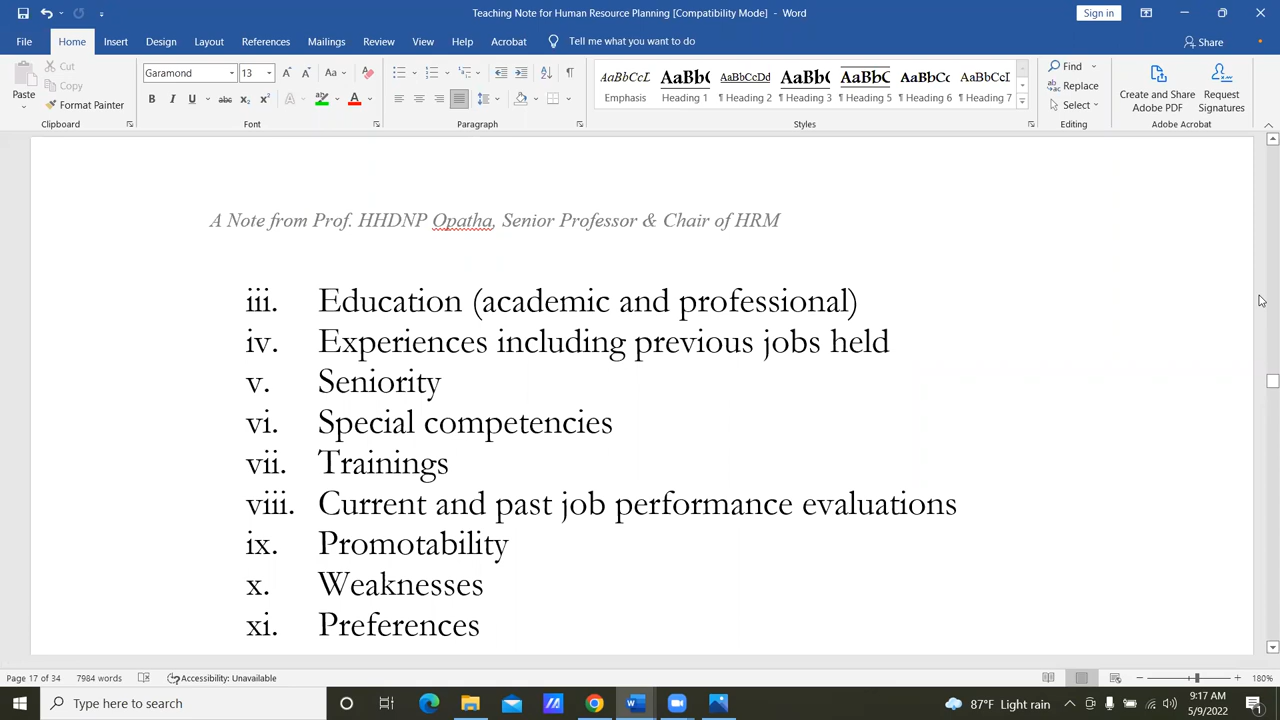 Teaching Note for Human Resource Planning [Compatibility Mode] - Word
Sign in
File Home Insert Design Layout References Mailings Review View Help Acrobat Tell me what you want to do Share
Paste
Cut
Copy
Format Painter
Garamond 13
AaBbCcL AaBb( AaBbCcDd AaBb( AaBbC AaBbCc AaBbCcD
Emphasis Heading 1 ¶ Heading 2 Heading 3 ¶ Heading 5 ¶ Heading 6 ¶ Heading 7
Find
Replace
Select
Create and Share
Adobe PDF
Request
Signatures
Clipboard Font Paragraph Styles Editing Adobe Acrobat
A Note from Prof. HHDNP Opatha, Senior Professor & Chair of HRM
iii. Education (academic and professional)
iv. Experiences including previous jobs held
v. Seniority
vi. Special competencies
vii. Trainings
viii. Current and past job performance evaluations
ix. Promotability
x. Weaknesses
xi. Preferences
Page 17 of 34 7984 words Accessibility: Unavailable 180%
Type here to search
87°F Light rain
9:17 AM
5/9/2022